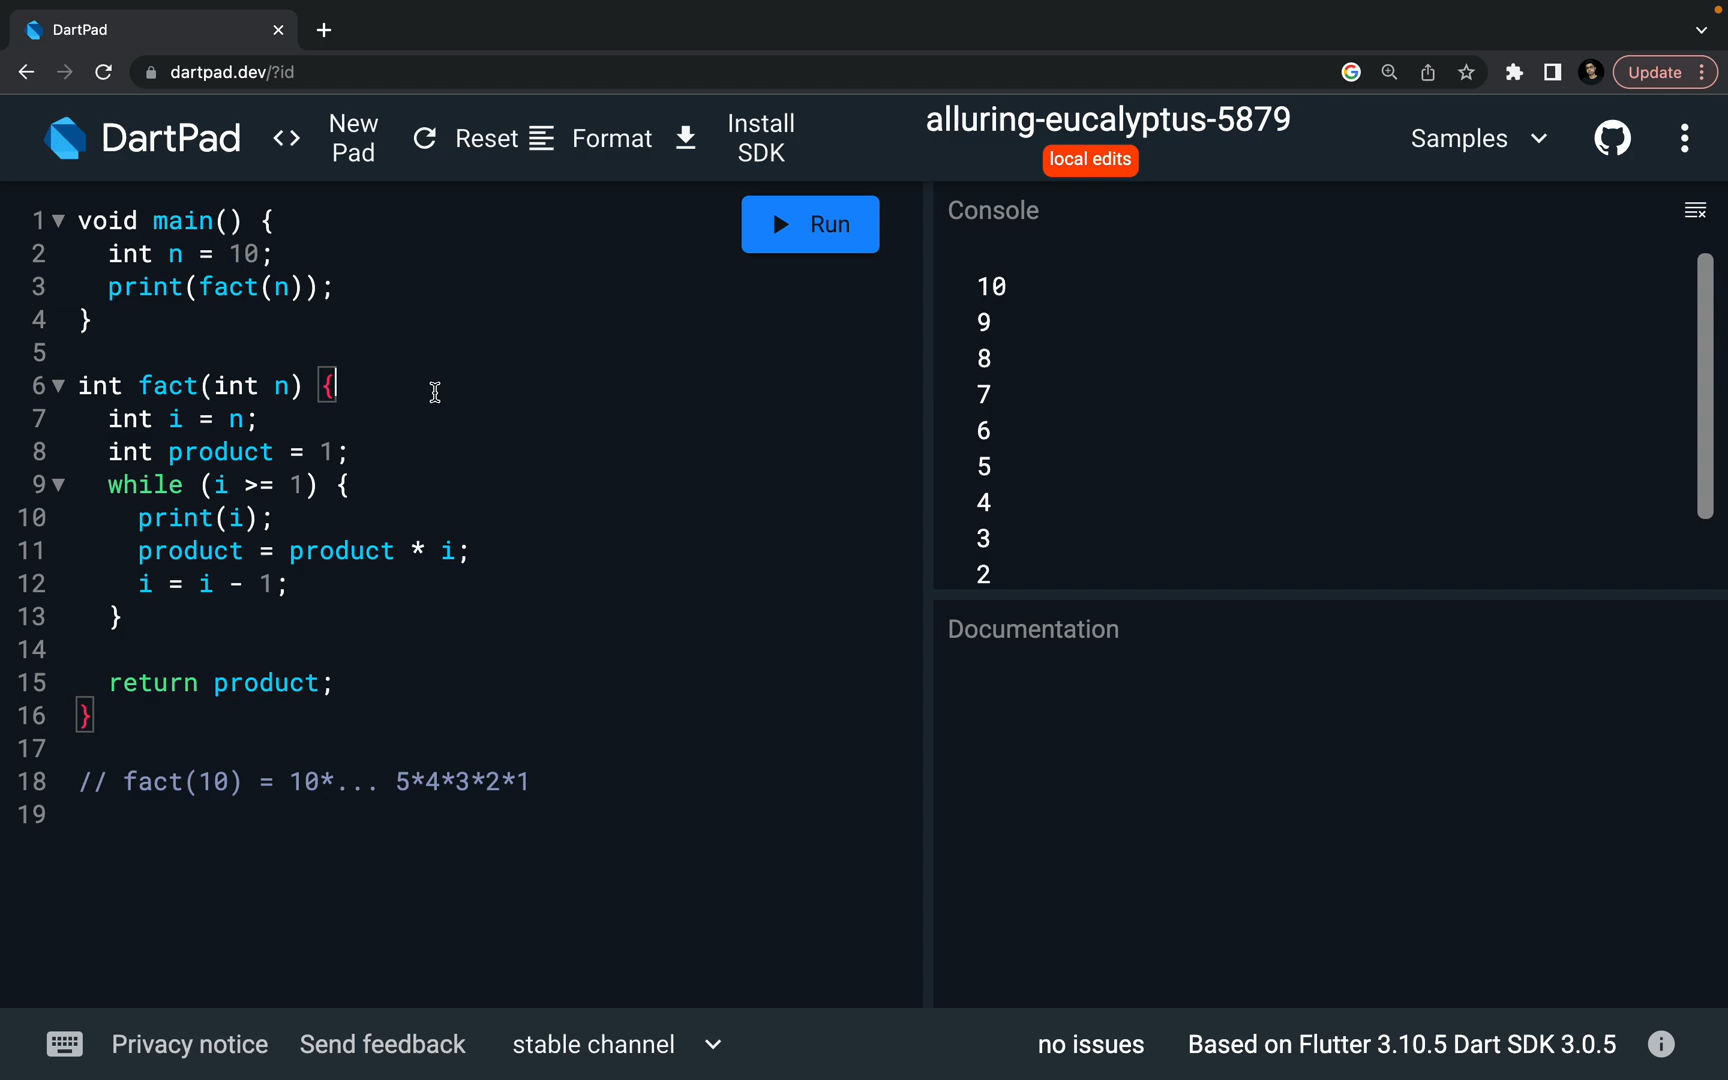 DartPad
dartpad.dev/?id
Update
DartPad
<> New Pad
Reset
Format
Install SDK
alluring-eucalyptus-5879
local edits
Samples
1 void main() {
2 int n = 10;
3 print(fact(n));
4 }
5
6 int fact(int n) {
7 int i = n;
8 int product = 1;
9 while (i >= 1) {
10 print(i);
11 product = product * i;
12 i = i - 1;
13 }
14
15 return product;
16 }
17
18 // fact(10) = 10*... 5*4*3*2*1
19
Run
Console
10
9
8
7
6
5
4
3
2
Documentation
Privacy notice
Send feedback
stable channel
no issues
Based on Flutter 3.10.5 Dart SDK 3.0.5